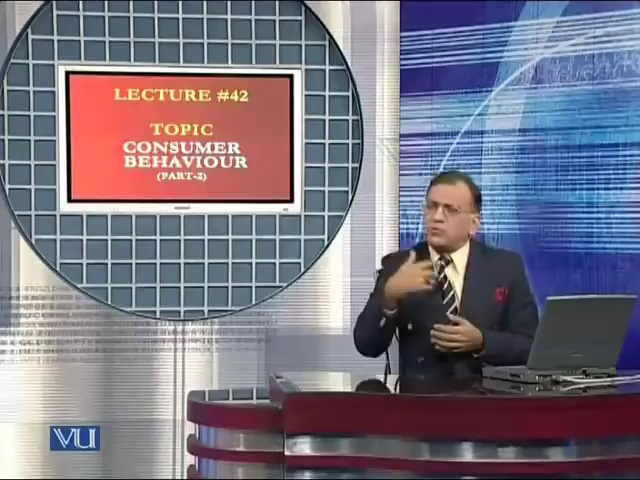 LECTURE #42
TOPIC
CONSUMER
BEHAVIOUR
(PART-2)
VU